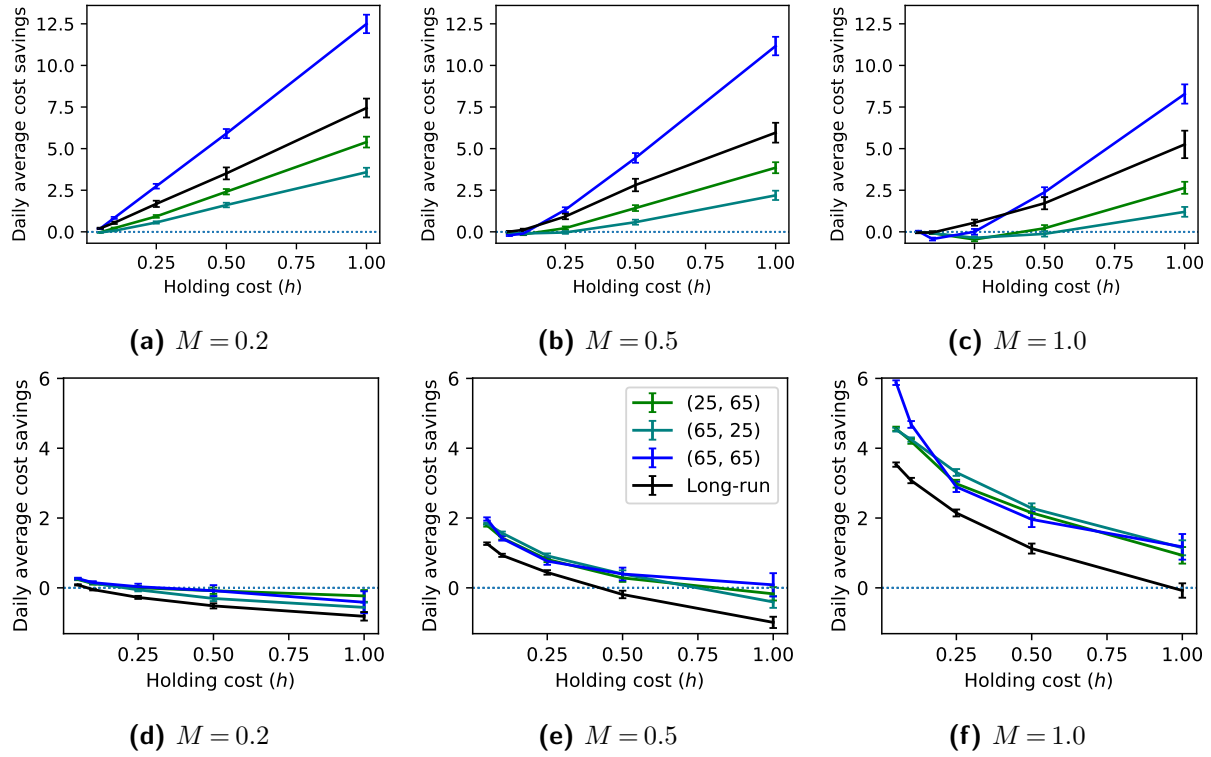 Daily average cost savings
12.5
10.0
7.5
5.0
2.5
0.0
0.25 0.50 0.75 1.00
Holding cost (h)
(a) M = 0.2
Daily average cost savings
12.5
10.0
7.5
5.0
2.5
0.0
0.25 0.50 0.75 1.00
Holding cost (h)
(b) M = 0.5
Daily average cost savings
12.5
10.0
7.5
5.0
2.5
0.0
0.25 0.50 0.75 1.00
Holding cost (h)
(c) M = 1.0
Daily average cost savings
6
4
2
0
0.25 0.50 0.75 1.00
Holding cost (h)
(d) M = 0.2
Daily average cost savings
6
4
2
0
(25, 65)
(65, 25)
(65, 65)
Long-run
0.25 0.50 0.75 1.00
Holding cost (h)
(e) M = 0.5
Daily average cost savings
6
4
2
0
0.25 0.50 0.75 1.00
Holding cost (h)
(f) M = 1.0